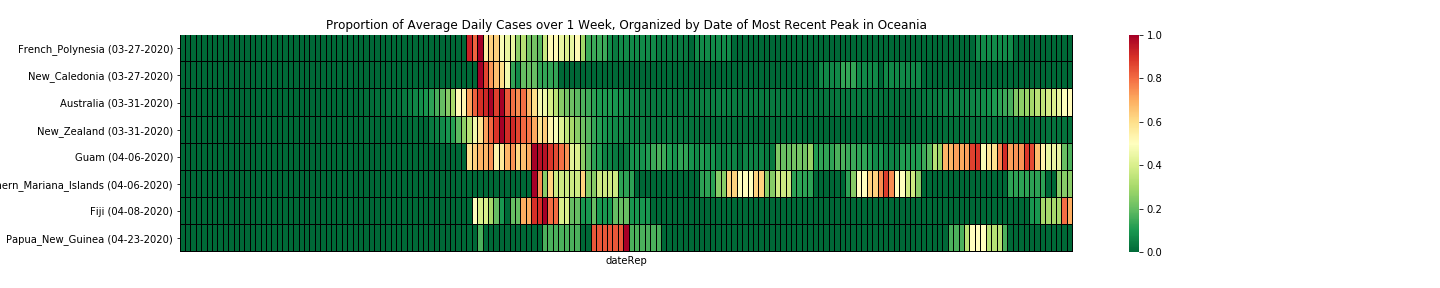 Proportion of Average Daily Cases over 1 Week, Organized by Date of Most Recent Peak in Oceania
French_Polynesia (03-27-2020)
New_Caledonia (03-27-2020)
Australia (03-31-2020)
New_Zealand (03-31-2020)
Guam (04-06-2020)
hern_Mariana_Islands (04-06-2020)
Fiji (04-08-2020)
Papua_New_Guinea (04-23-2020)
dateRep
1.0
0.8
0.6
0.4
0.2
0.0